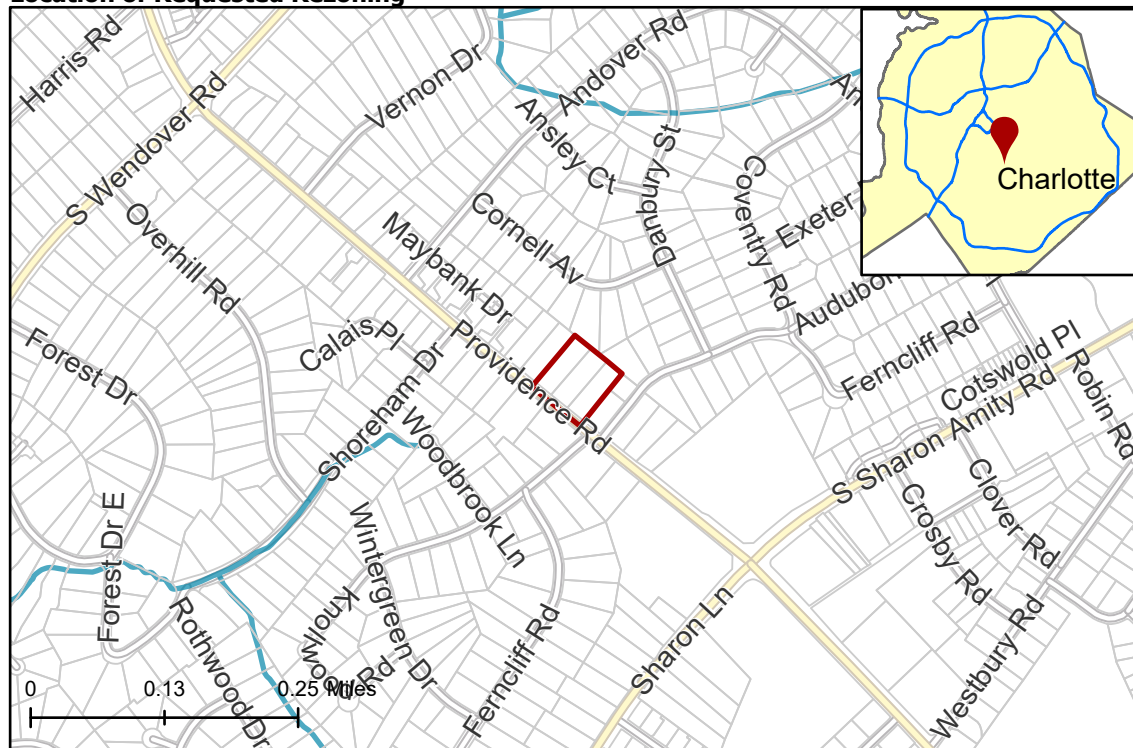 Location of Requested Rezoning
Harris Rd
S Wendover Rd
Vernon Dr
Andover Rd
Ansley Ct
Danbury St
An
Coventry Rd
Exeter
Charlotte
Overhill Rd
Maybank Dr
Cornell Av
Audubon
Calais Pl
Providence Rd
Ferncliff Rd
Cotswold Pl
Robin Rd
Forest Dr
Shoreham Dr
Woodbrook Ln
S Sharon Amity Rd
Crosby Rd
Clover Rd
Forest Dr E
Wintergreen Dr
Knollwood Rd
Ferncliff Rd
Rothwood Dr
Sharon Ln
Westbury Rd
0 0.13 0.25 Miles